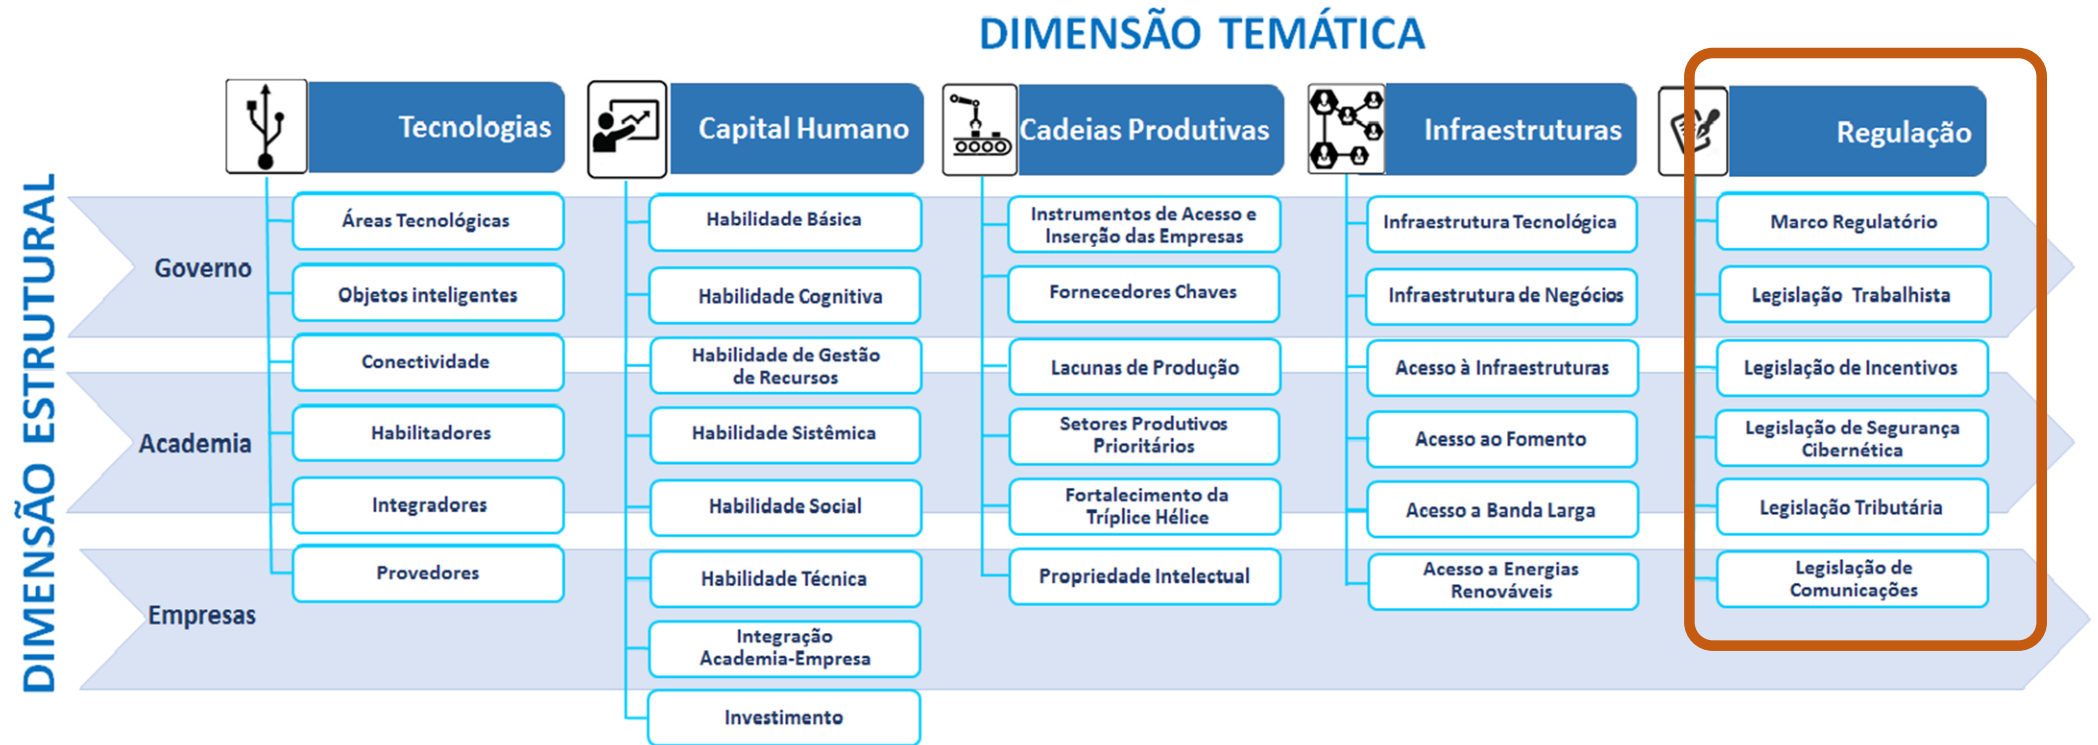 DIMENSÃO TEMÁTICA
DIMENSÃO ESTRUTURAL
Governo
Academia
Empresas
Tecnologias
Áreas Tecnológicas
Objetos inteligentes
Conectividade
Habilitadores
Integradores
Provedores
Capital Humano
Habilidade Básica
Habilidade Cognitiva
Habilidade de Gestão
de Recursos
Habilidade Sistêmica
Habilidade Social
Habilidade Técnica
Integração
Academia-Empresa
Investimento
Cadeias Produtivas
Instrumentos de Acesso e
Inserção das Empresas
Fornecedores Chaves
Lacunas de Produção
Setores Produtivos
Prioritários
Fortalecimento da
Tríplice Hélice
Propriedade Intelectual
Infraestruturas
Infraestrutura Tecnológica
Infraestrutura de Negócios
Acesso à Infraestruturas
Acesso ao Fomento
Acesso a Banda Larga
Acesso a Energias
Renováveis
Regulação
Marco Regulatório
Legislação Trabalhista
Legislação de Incentivos
Legislação de Segurança
Cibernética
Legislação Tributária
Legislação de
Comunicações